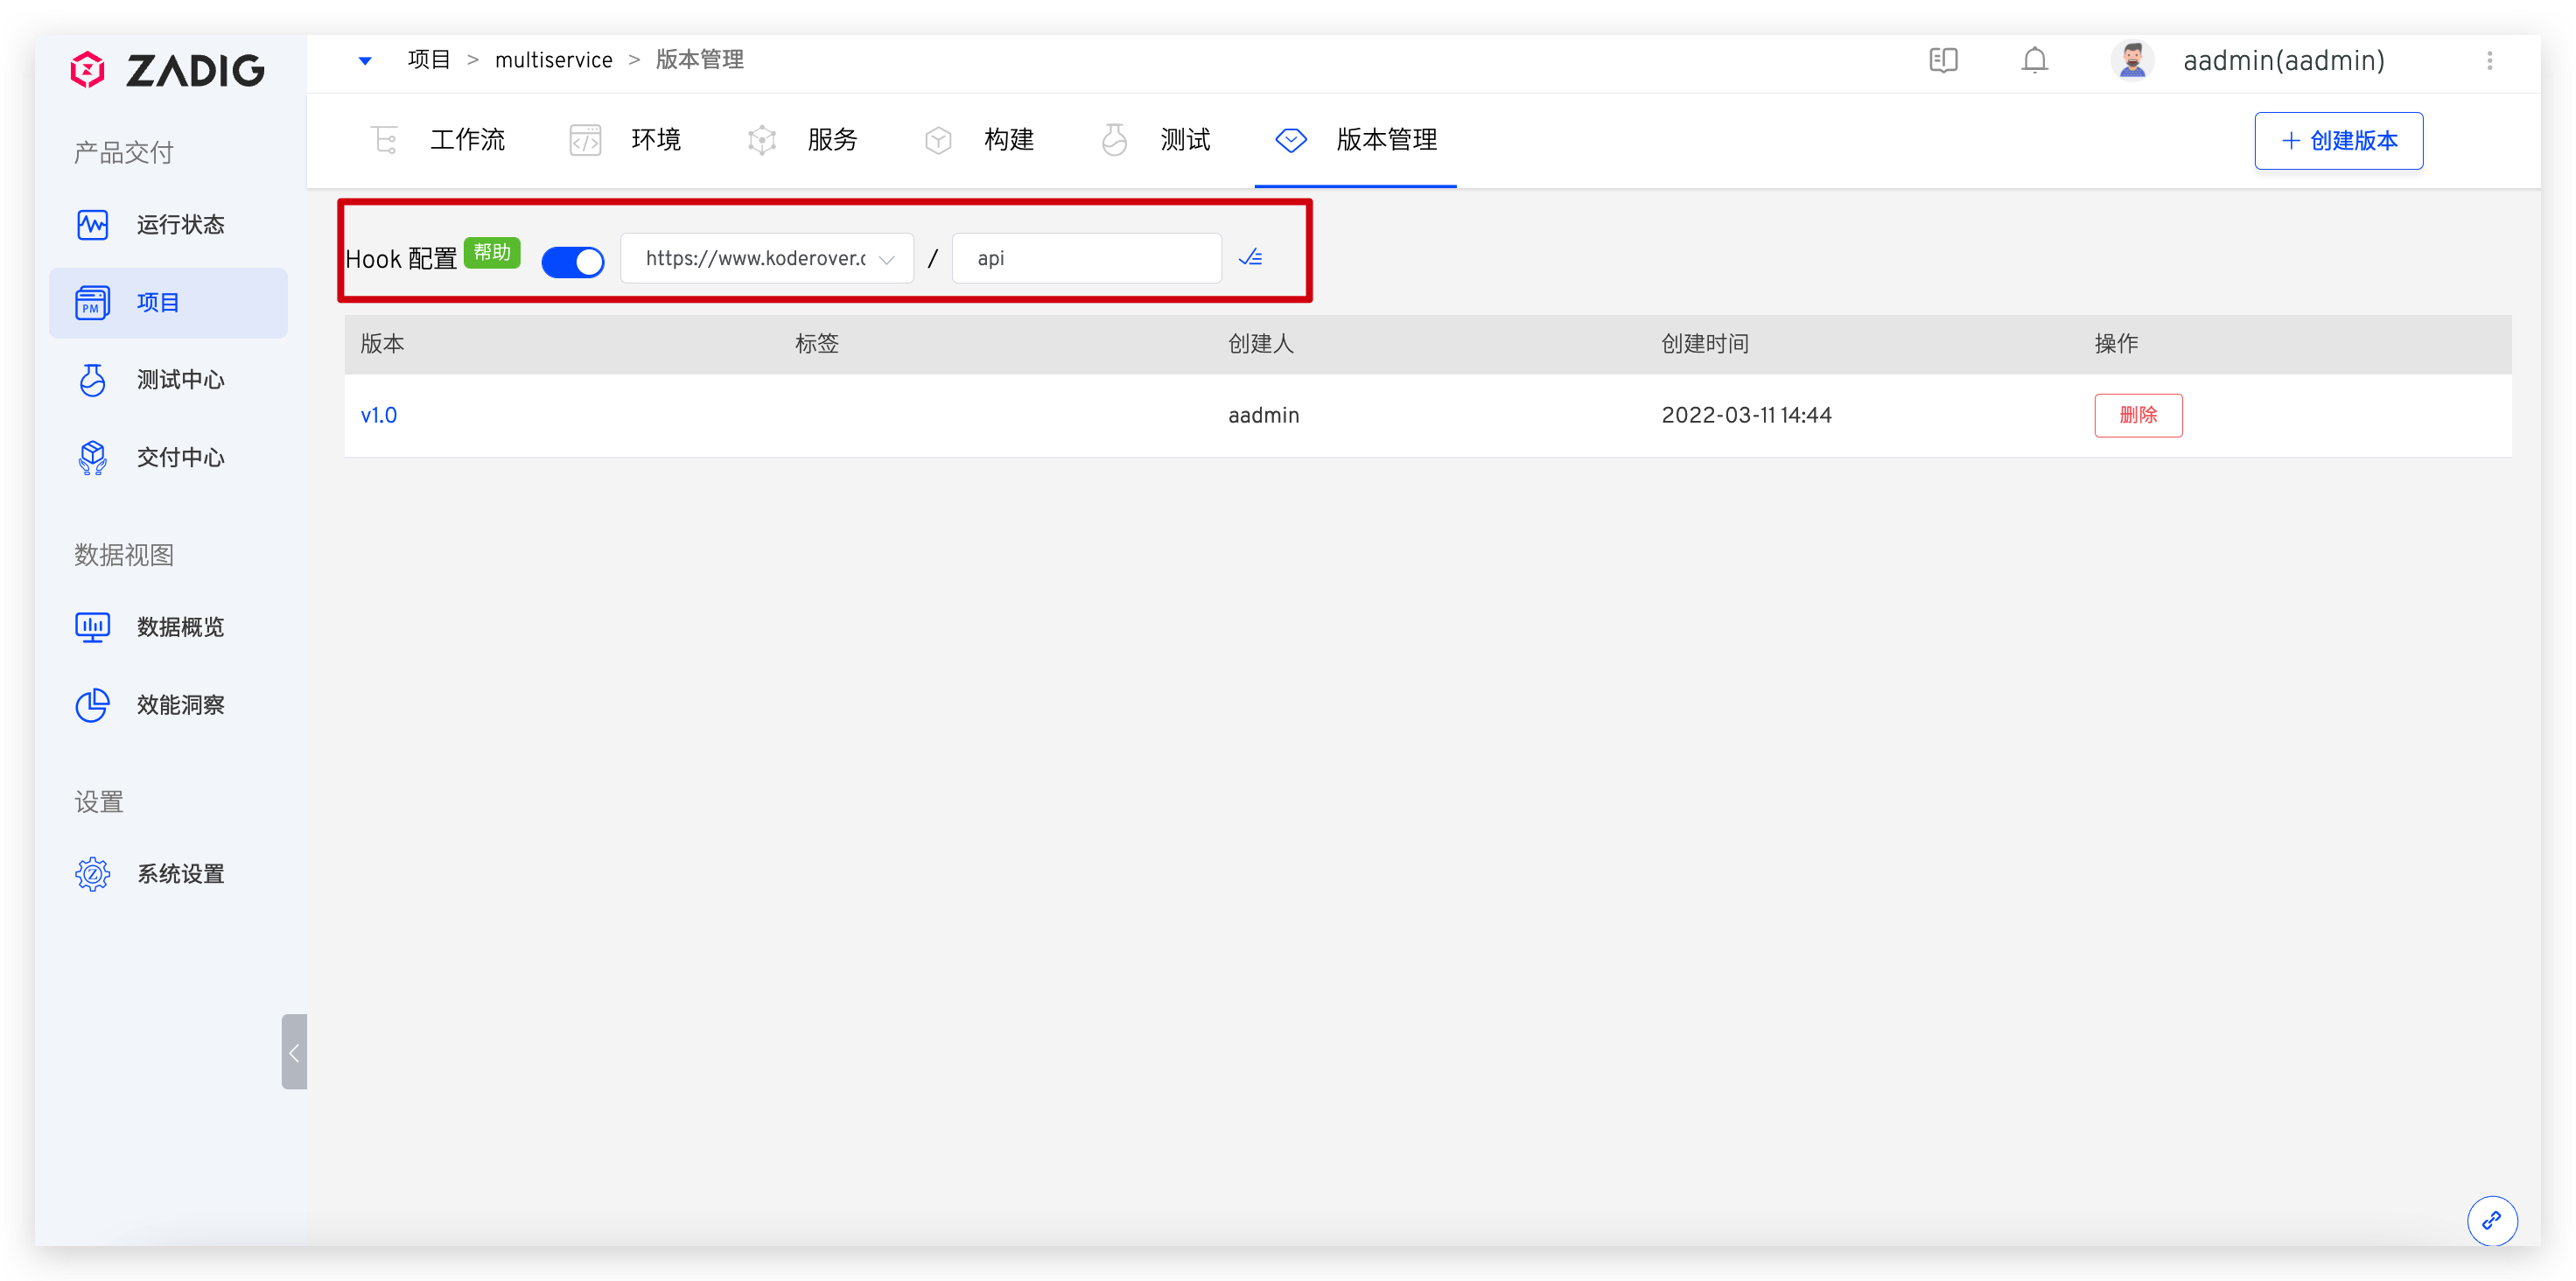 ZADIG
项目 > multiservice > 版本管理
aadmin(aadmin)
工作流
环境
服务
构建
测试
版本管理
+ 创建版本
产品交付
运行状态
PM
项目
测试中心
交付中心
数据视图
数据概览
效能洞察
设置
系统设置
Hook 配置 帮助 https://www.koderover.c / api
版本 标签 创建人 创建时间 操作
v1.0 aadmin 2022-03-11 14:44 删除